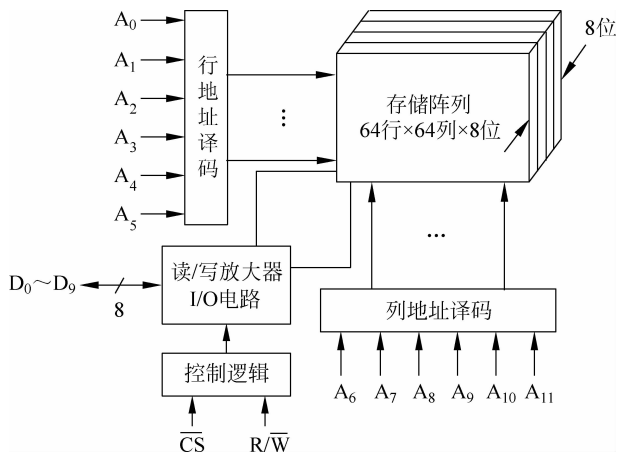 A₀
A₁
A₂
A₃
A₄
A₅
行地址译码
…
存储阵列
64行×64列×8位
8位
D₀～D₉
8
读/写放大器
I/O电路
…
列地址译码
控制逻辑
A₆ A₇ A₈ A₉ A₁₀ A₁₁
C̅S̅ R/W̅